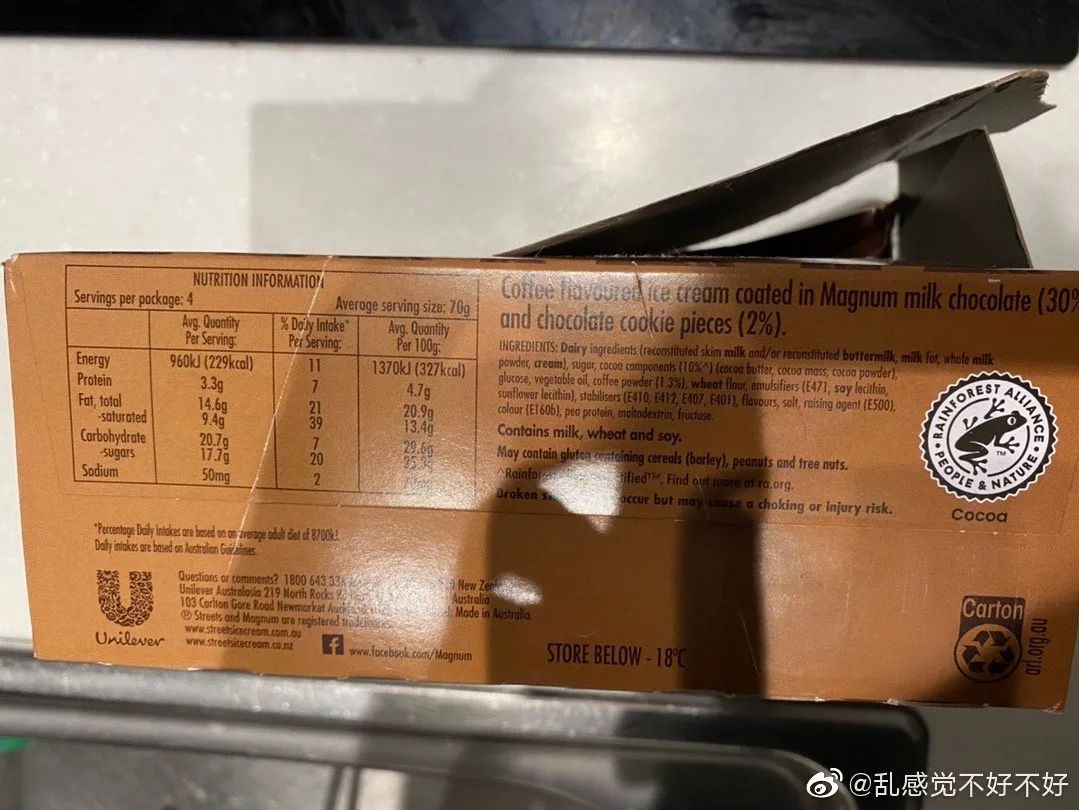 NUTRITION INFORMATION
Servings per package: 4
Average serving size: 70g
Avg. Quantity Per Serving: % Daily Intake* Per Serving: Avg. Quantity Per 100g:
Energy 960kJ (229kcal) 11 1370kJ (327kcal)
Protein 3.3g 7 4.7g
Fat, total 14.6g 21 20.9g
-saturated 9.4g 39 13.4g
Carbohydrate 20.7g 7 29.6g
-sugars 17.7g 20 25.3g
Sodium 50mg 2
*Percentage Daily Intakes are based on an average adult diet of 8700kJ.
Daily intakes are based on Australian Guidelines.
Questions or comments? 1800 643 336
New Zealand
Unilever Australasia 219 North Rocks
Australia
103 Carlton Gore Road Newmarket
Made in Australia.
® Streets and Magnum are registered trademarks
www.streetsicecream.com.au
www.streetsicecream.co.nz
www.facebook.com/Magnum
Unilever
Coffee flavoured ice cream coated in Magnum milk chocolate (30%
and chocolate cookie pieces (2%).
INGREDIENTS: Dairy ingredients (reconstituted skim milk and/or reconstituted buttermilk, milk fat, whole milk
powder, cream), sugar, cocoa components (10%^) (cocoa butter, cocoa mass, cocoa powder),
glucose, vegetable oil, coffee powder (1.3%), wheat flour, emulsifiers (E471, soy lecithin,
sunflower lecithin), stabilisers (E410, E412, E407, E401), flavours, salt, raising agent (E500),
colour (E160b), pea protein, maltodextrin, fructose.
Contains milk, wheat and soy.
May contain gluten containing cereals (barley), peanuts and tree nuts.
Find out more at ra.org.
Broken occur but may cause a choking or injury risk.
STORE BELOW - 18°C
RAINFOREST ALLIANCE
PEOPLE & NATURE
TM
Cocoa
Carton
arl.org.au
@乱感觉不好不好